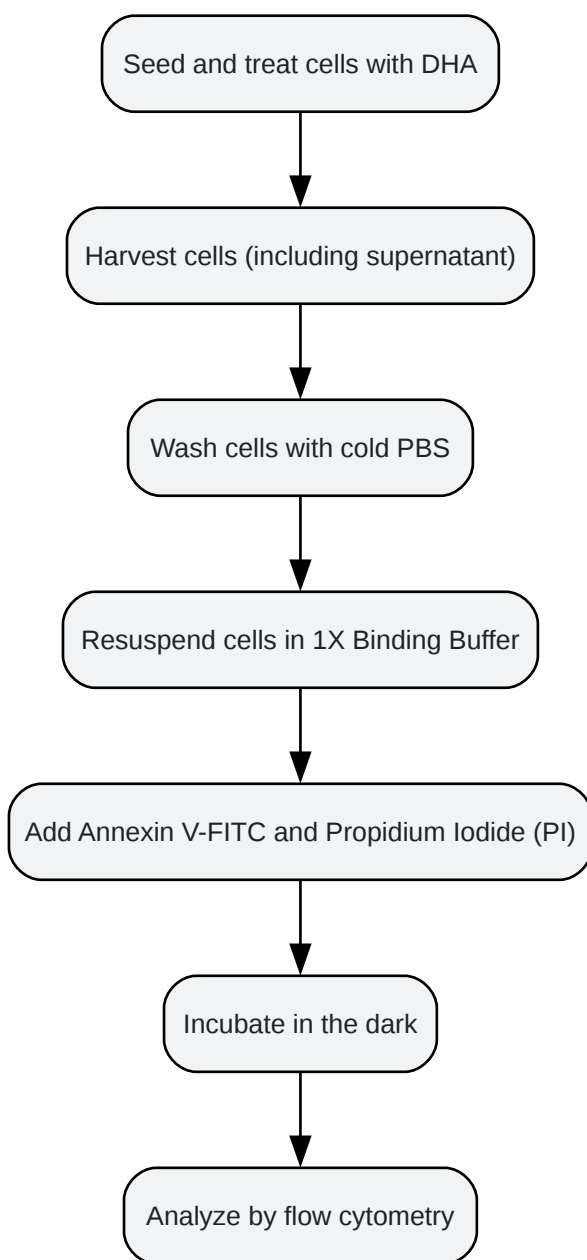 Seed and treat cells with DHA
Harvest cells (including supernatant)
Wash cells with cold PBS
Resuspend cells in 1X Binding Buffer
Add Annexin V-FITC and Propidium Iodide (PI)
Incubate in the dark
Analyze by flow cytometry